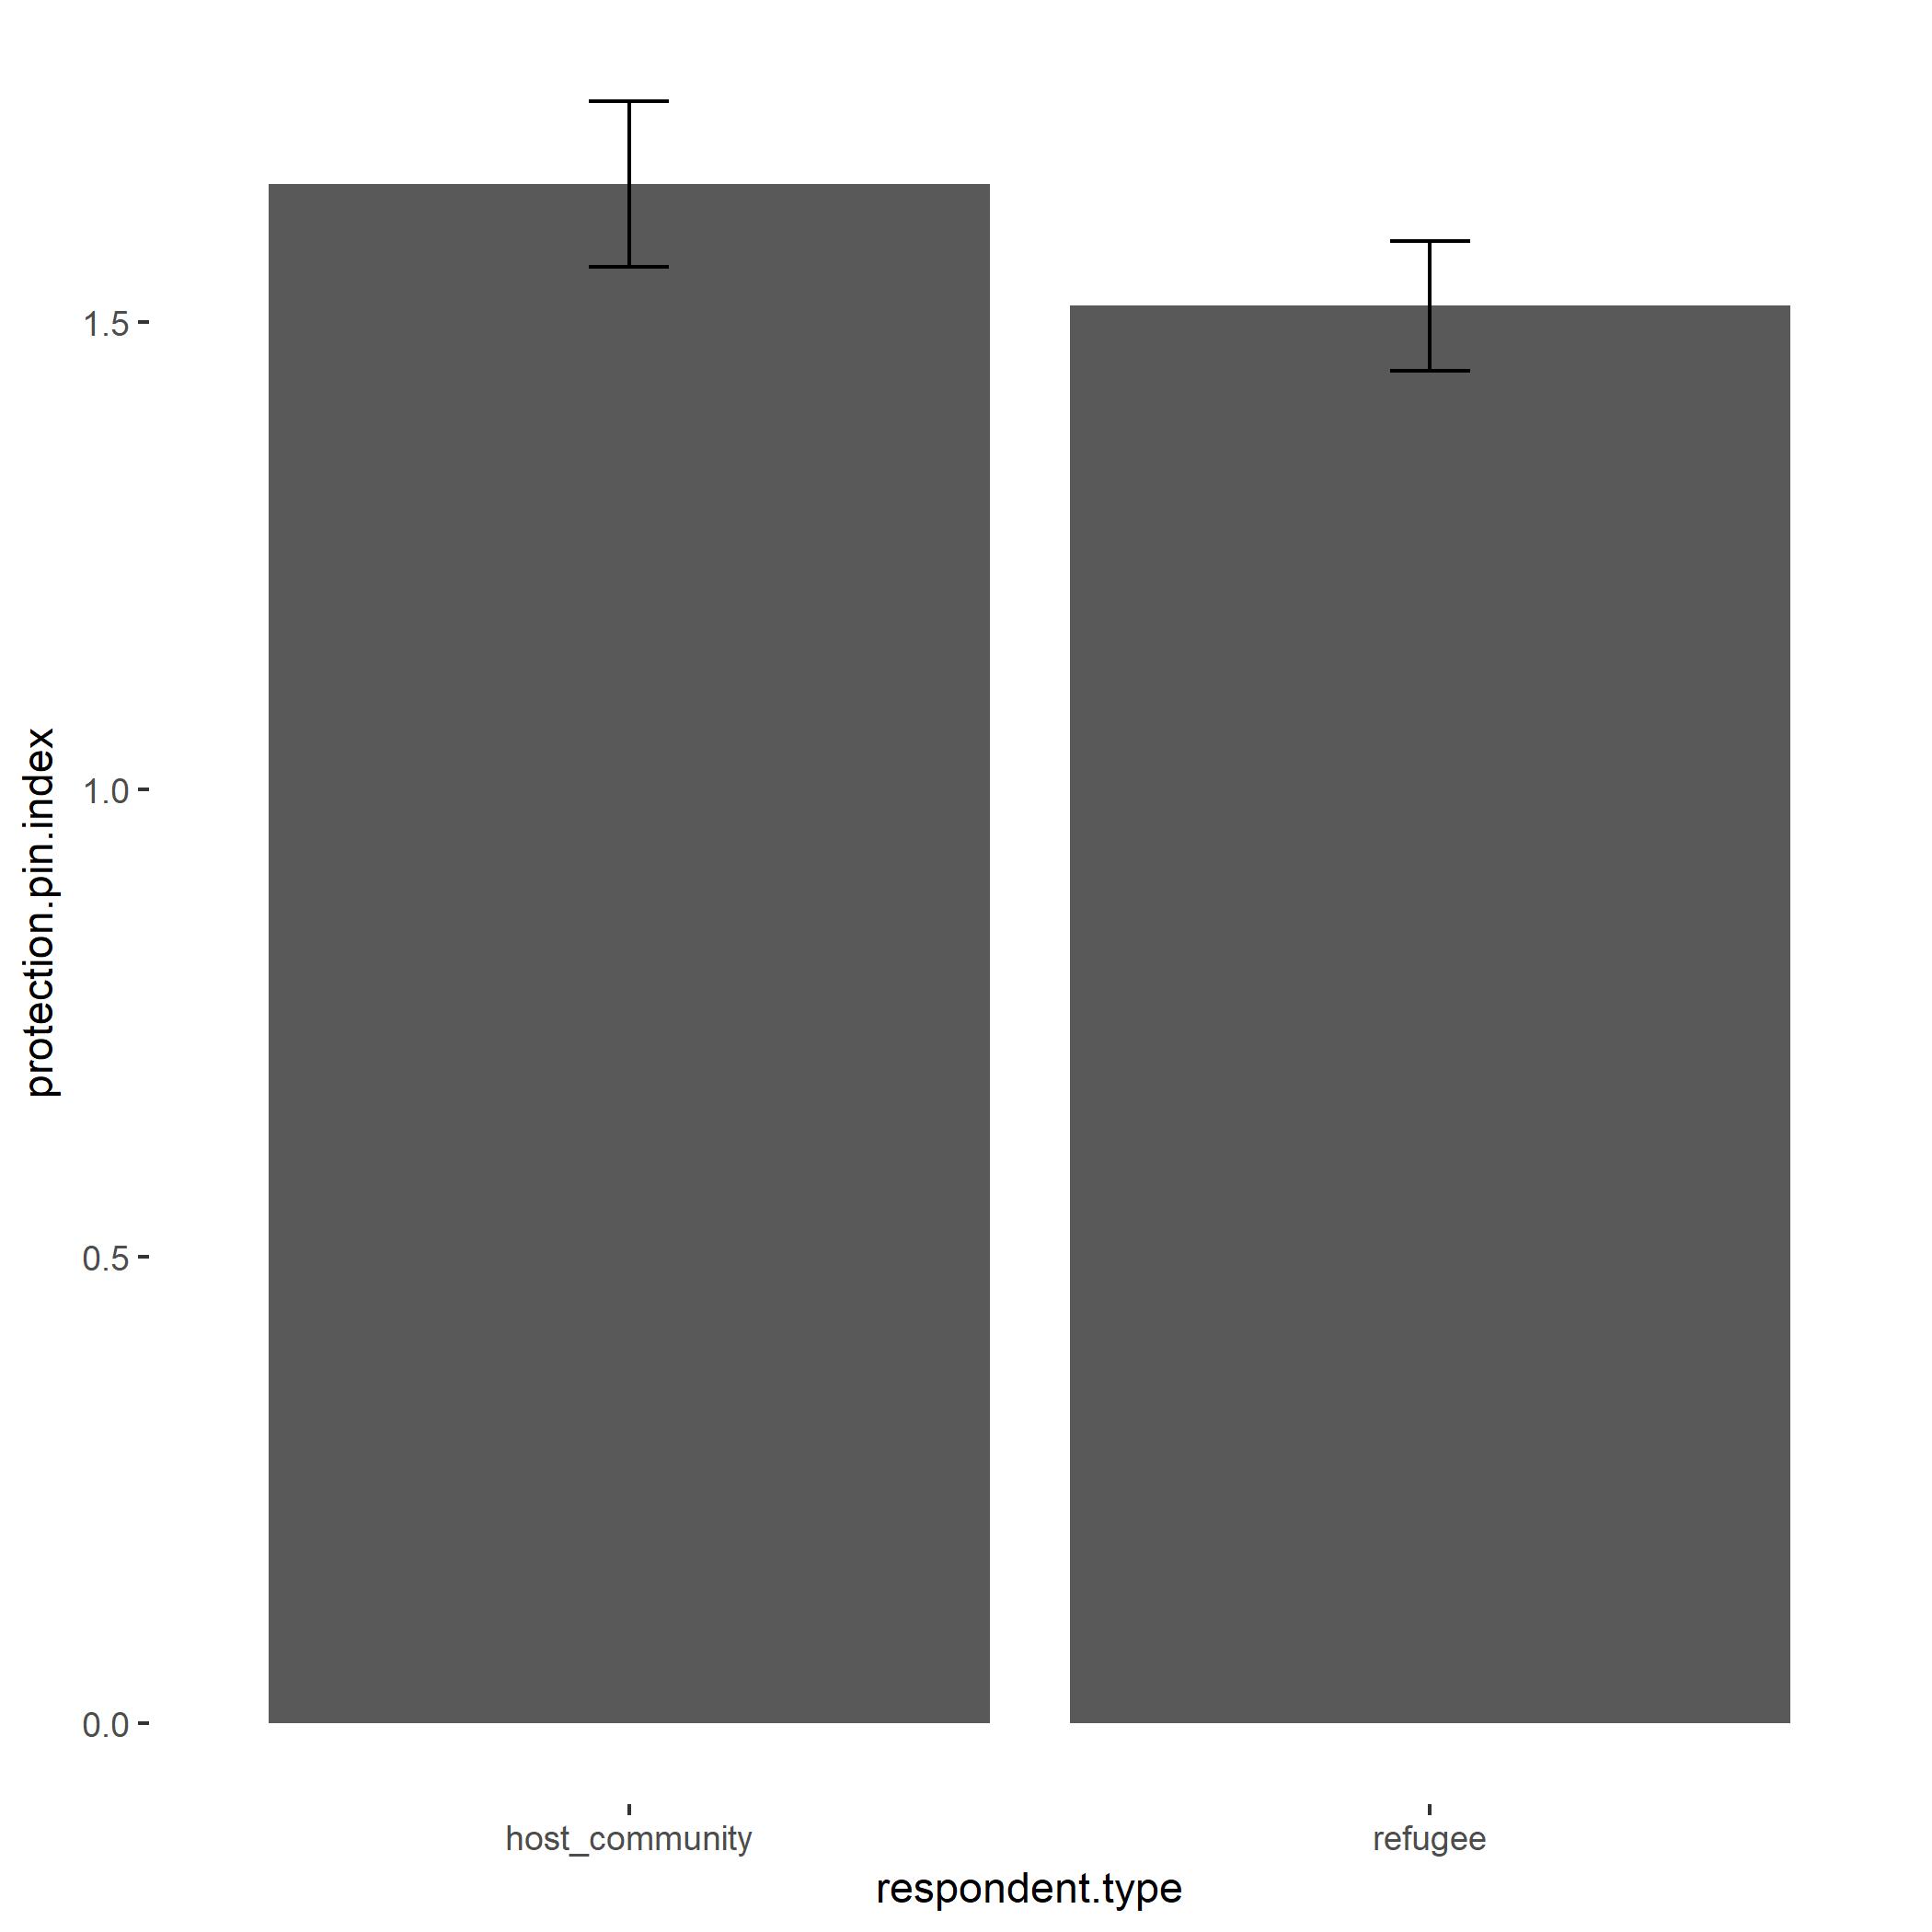 protection.pin.index
1.5
1.0
0.5
0.0
host_community
refugee
respondent.type